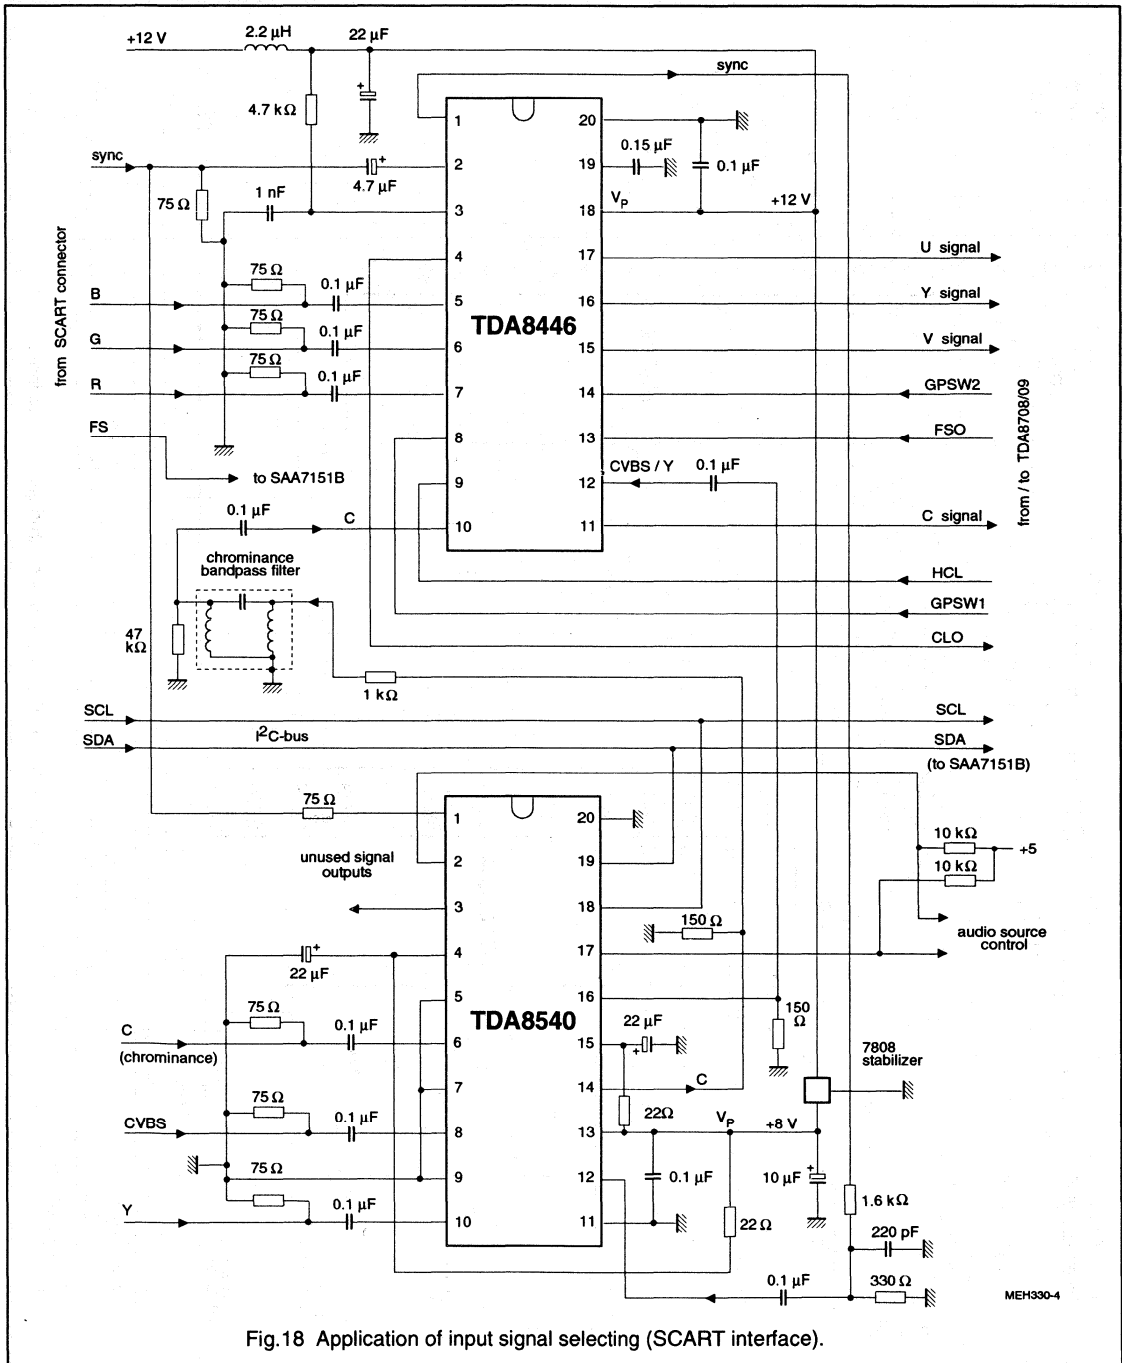 +12 V
2.2 µH
22 µF
+
4.7 kΩ
sync
sync
75 Ω
1 nF
+
4.7 µF
from SCART connector
75 Ω
0.1 µF
B
75 Ω
0.1 µF
G
75 Ω
0.1 µF
R
FS
to SAA7151B
0.1 µF
C
chrominance
bandpass filter
47
kΩ
1 kΩ
TDA8446
1
2
3
4
5
6
7
8
9
10
20
19
18
17
16
15
14
13
12
11
0.15 µF
0.1 µF
VP
+12 V
U signal
Y signal
V signal
GPSW2
FSO
CVBS / Y
0.1 µF
C signal
from / to TDA8708/09
HCL
GPSW1
CLO
SCL
SCL
SDA
I2C-bus
SDA
(to SAA7151B)
75 Ω
unused signal
outputs
+
22 µF
75 Ω
0.1 µF
C
(chrominance)
75 Ω
0.1 µF
CVBS
75 Ω
0.1 µF
Y
TDA8540
1
2
3
4
5
6
7
8
9
10
20
19
18
17
16
15
14
13
12
11
10 kΩ
+5
10 kΩ
audio source
control
150 Ω
150
Ω
22 µF
+
C
22Ω
VP
+8 V
7808
stabilizer
0.1 µF
10 µF
+
22 Ω
1.6 kΩ
220 pF
0.1 µF
330 Ω
MEH330-4
Fig.18 Application of input signal selecting (SCART interface).